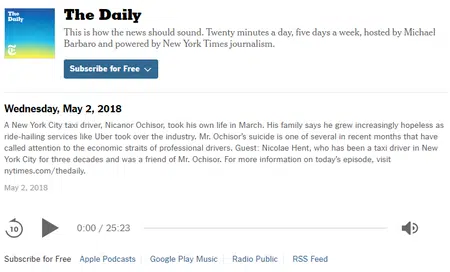 The Daily
The Daily
This is how the news should sound. Twenty minutes a day, five days a week, hosted by Michael
Barbaro and powered by New York Times journalism.
Subscribe for Free
Wednesday, May 2, 2018
A New York City taxi driver, Nicanor Ochisor, took his own life in March. His family says he grew increasingly hopeless as
ride-hailing services like Uber took over the industry. Mr. Ochisor's suicide is one of several in recent months that have
called attention to the economic straits of professional drivers. Guest: Nicolae Hent, who has been a taxi driver in New
York City for three decades and was a friend of Mr. Ochisor. For more information on today's episode, visit
nytimes.com/thedaily.
May 2, 2018
10
0:00 / 25:23
Subscribe for Free Apple Podcasts Google Play Music Radio Public RSS Feed